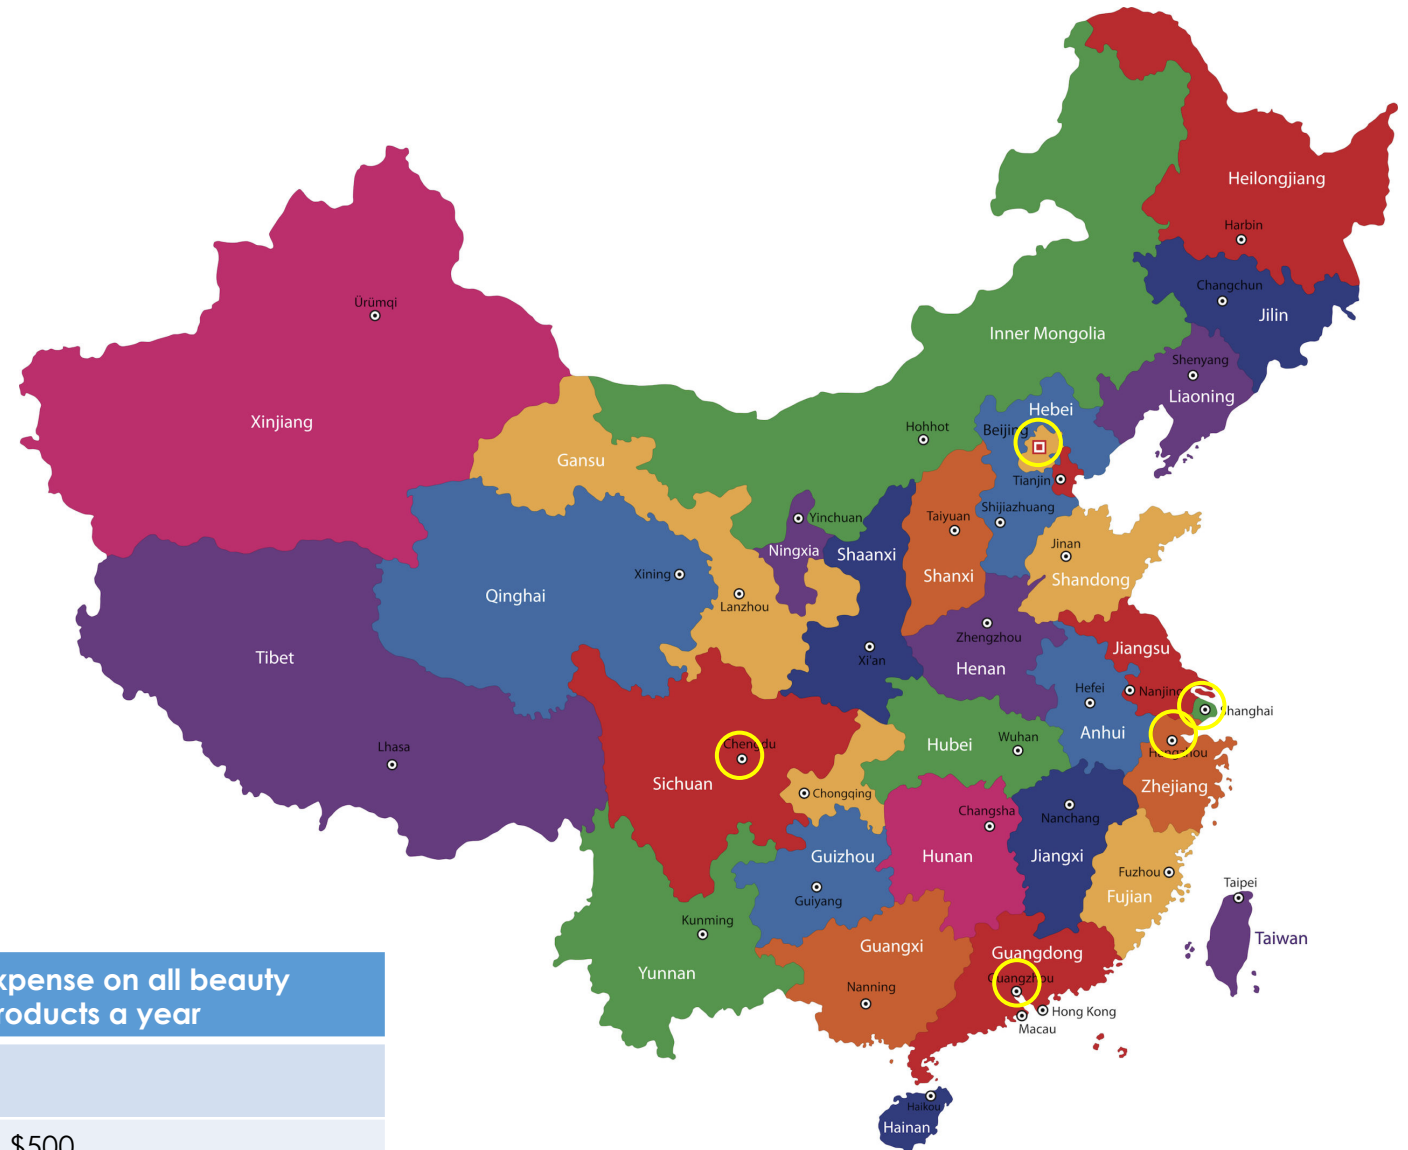 Heilongjiang
Harbin
Changchun
Jilin
Ürümqi
Inner Mongolia
Shenyang
Liaoning
Xinjiang
Hebei
Hohhot
Beijing
Gansu
Tianjin
Shijiazhuang
Yinchuan
Taiyuan
Jinan
Ningxia
Shaanxi
Shanxi
Shandong
Xining
Qinghai
Lanzhou
Zhengzhou
Jiangsu
Tibet
Xi'an
Henan
Hefei
Nanjing
Shanghai
Anhui
Lhasa
Chengdu
Hubei
Wuhan
Hangzhou
Sichuan
Zhejiang
Chongqing
Changsha
Nanchang
Guizhou
Hunan
Jiangxi
Fuzhou
Taipei
Guiyang
Fujian
Kunming
Guangxi
Guangdong
Taiwan
Yunnan
Guangzhou
Nanning
Hong Kong
Macau
Haikou
Hainan
xpense on all beauty
roducts a year
$500